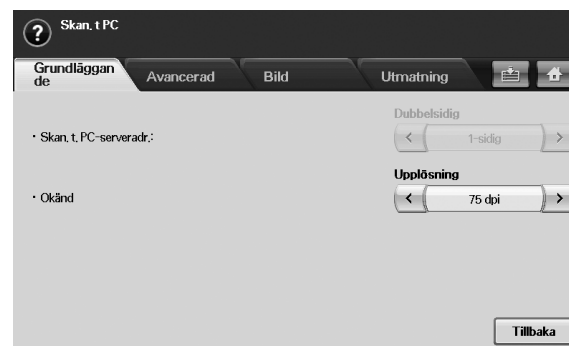 ? Skan. t PC
Grundläggan
de
Avancerad
Bild
Utmatning
Dubbelsidig
• Skan. t. PC-serveradr.:
< 1-sidig >
Upplösning
• Okänd
< 75 dpi >
Tillbaka